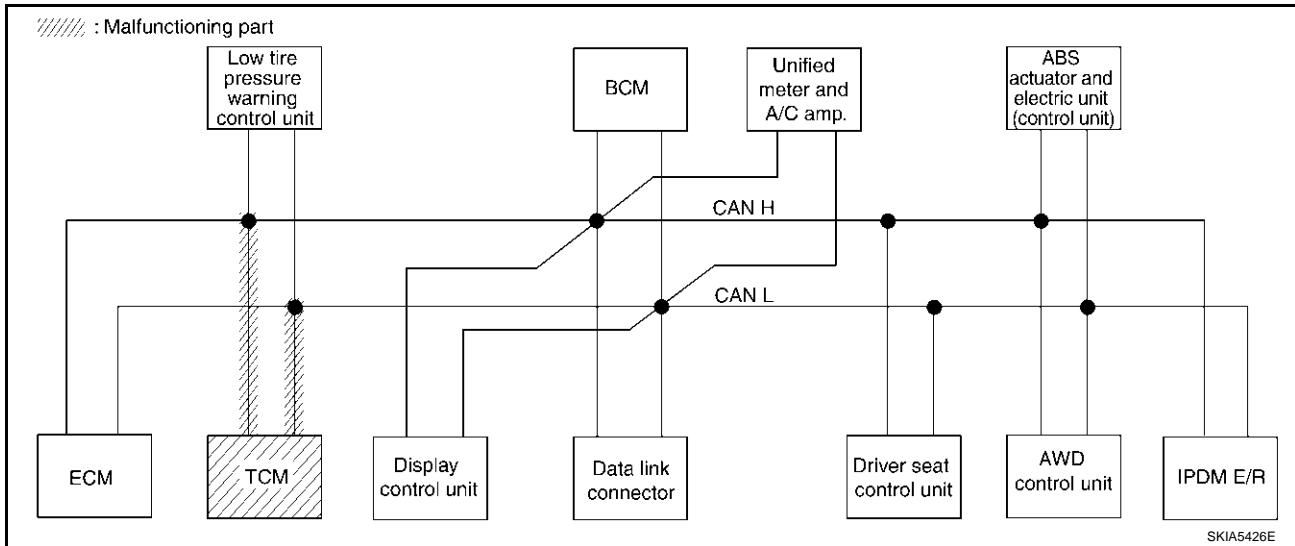 : Malfunctioning part
Low tire
pressure
warning
control unit
BCM
Unified
meter and
A/C amp.
ABS
actuator and
electric unit
(control unit)
CAN H
CAN L
ECM
TCM
Display
control unit
Data link
connector
Driver seat
control unit
AWD
control unit
IPDM E/R
SKIA5426E